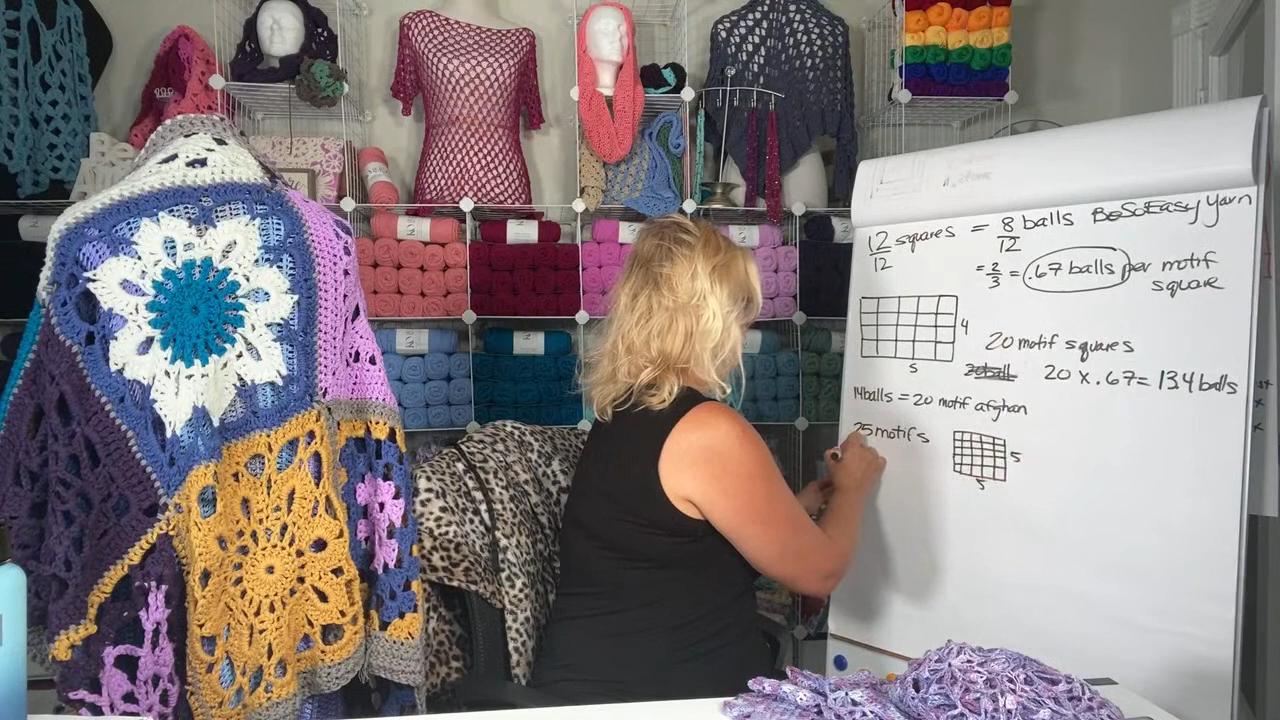 12 squares = 8 balls BeSoEasy Yarn
12 12
= 2/3 = .67 balls per motif
square
4
5
20 motif squares
20 x .67 = 13.4 balls
14 balls = 20 motif afghan
25 motifs
5
5